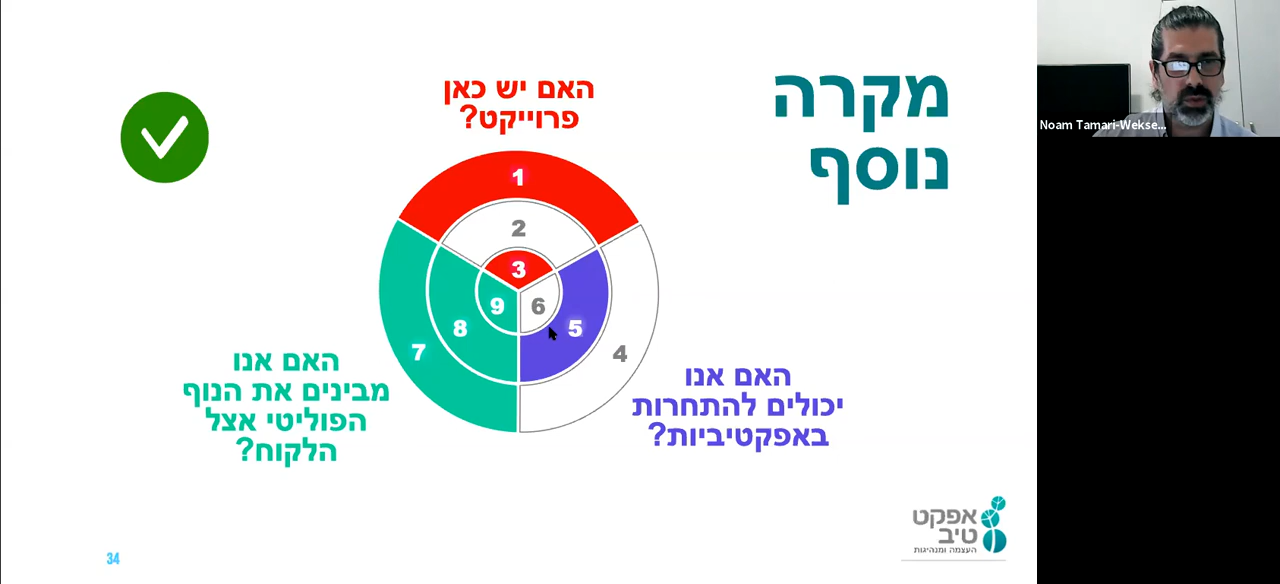 מקרה
נוסף
האם יש כאן
פרוייקט?
1
2
3
4
5
6
7
8
9
האם אנו
יכולים להתחרות
באפקטיביות?
האם אנו
מבינים את הנוף
הפוליטי אצל
הלקוח?
אפקט
טיב
העצמה ומנהיגות
34
Noam Tamari-Wekse...